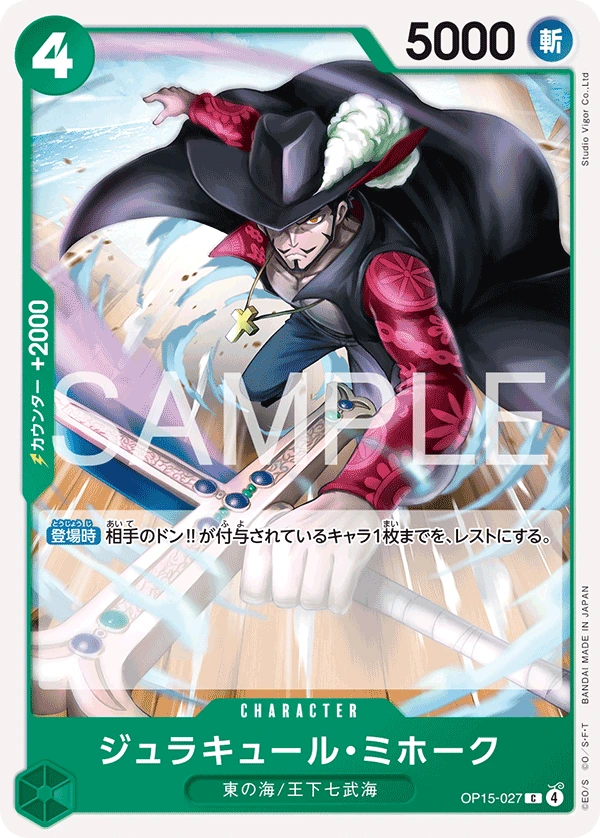 4
5000 斬
Studio Vigor Co.,Ltd
カウンター +2000
SAMPLE
登場時 相手のドン!!が付与されているキャラ1枚までを、レストにする。
CHARACTER
ジュラキュール・ミホーク
東の海/王下七武海
OP15-027 C 4
©E.O/S ©O/S・F・T BANDAI MADE IN JAPAN